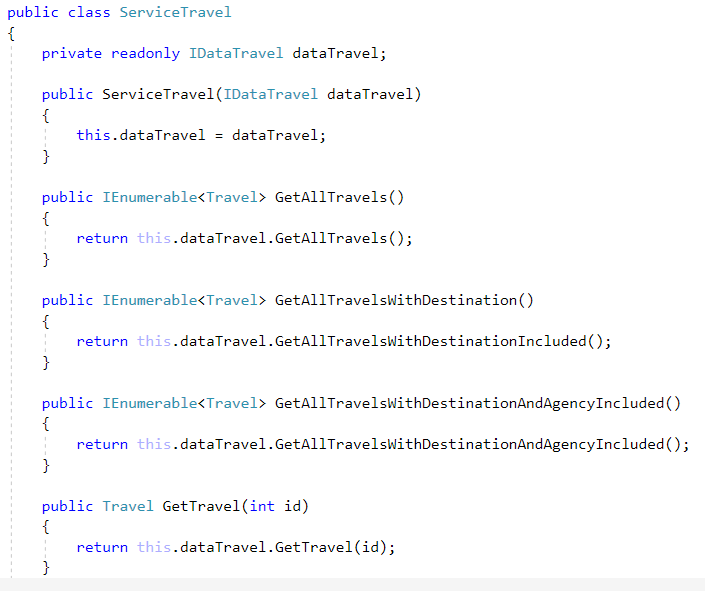 public class ServiceTravel
{
    private readonly IDataTravel dataTravel;

    public ServiceTravel(IDataTravel dataTravel)
    {
        this.dataTravel = dataTravel;
    }

    public IEnumerable<Travel> GetAllTravels()
    {
        return this.dataTravel.GetAllTravels();
    }

    public IEnumerable<Travel> GetAllTravelsWithDestination()
    {
        return this.dataTravel.GetAllTravelsWithDestinationIncluded();
    }

    public IEnumerable<Travel> GetAllTravelsWithDestinationAndAgencyIncluded()
    {
        return this.dataTravel.GetAllTravelsWithDestinationAndAgencyIncluded();
    }

    public Travel GetTravel(int id)
    {
        return this.dataTravel.GetTravel(id);
    }